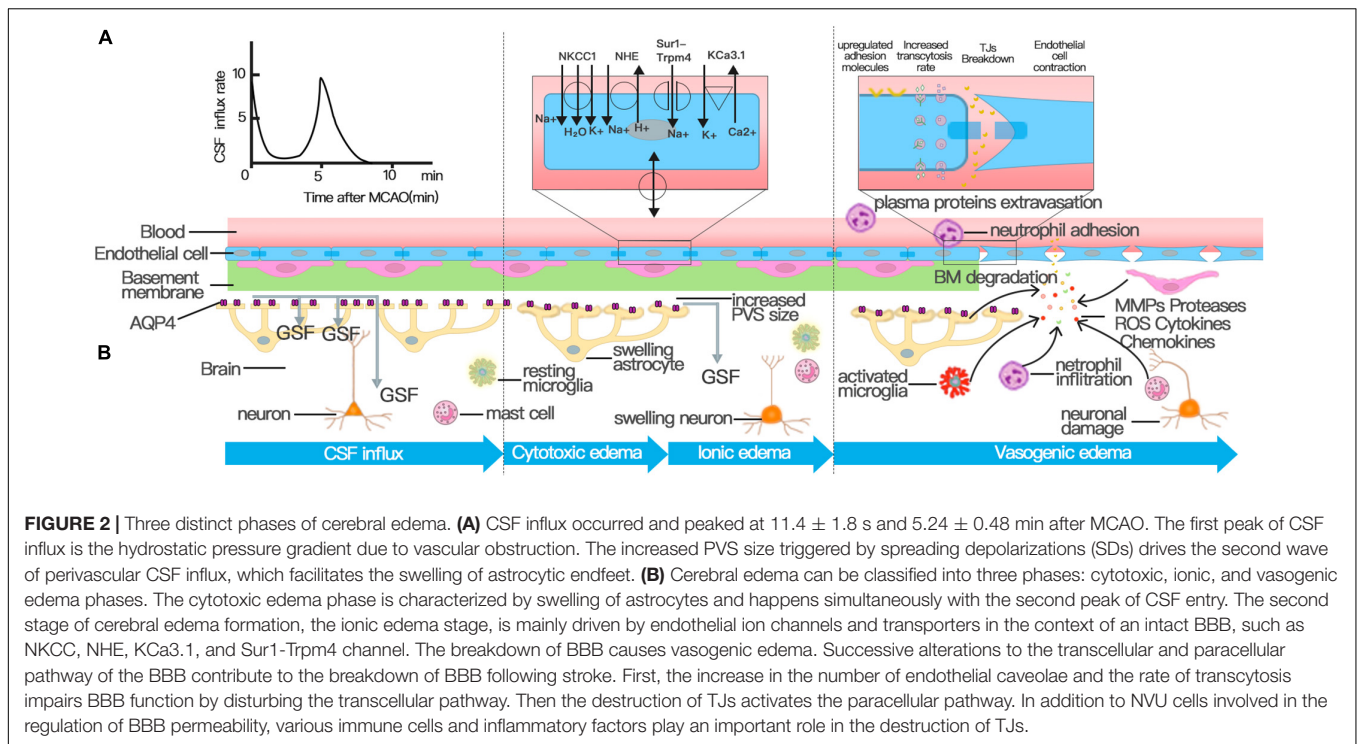 A
CSF influx rate
10
5
0
5
10
min
Time after MCAO(min)
NKCC1
NHE
Sur1–
Trpm4
KCa3.1
Na+
H₂O
K+
Na+
H+
Na+
K+
Ca2+
upregulated
adhesion
molecules
Increased
transcytosis
rate
TJs
Breakdown
Endothelial
cell
contraction
plasma proteins extravasation
neutrophil adhesion
Blood
Endothelial cell
Basement
membrane
AQP4
BM degradation
increased
PVS size
MMPs Proteases
ROS Cytokines
Chemokines
B
GSF
GSF
GSF
GSF
Brain
neuron
resting
microglia
mast cell
swelling
astrocyte
swelling neuron
activated
microglia
netrophil
inflitration
neuronal
damage
CSF influx
Cytotoxic edema
Ionic edema
Vasogenic edema
FIGURE 2 | Three distinct phases of cerebral edema. (A) CSF influx occurred and peaked at 11.4 ± 1.8 s and 5.24 ± 0.48 min after MCAO. The first peak of CSF
influx is the hydrostatic pressure gradient due to vascular obstruction. The increased PVS size triggered by spreading depolarizations (SDs) drives the second wave
of perivascular CSF influx, which facilitates the swelling of astrocytic endfeet. (B) Cerebral edema can be classified into three phases: cytotoxic, ionic, and vasogenic
edema phases. The cytotoxic edema phase is characterized by swelling of astrocytes and happens simultaneously with the second peak of CSF entry. The second
stage of cerebral edema formation, the ionic edema stage, is mainly driven by endothelial ion channels and transporters in the context of an intact BBB, such as
NKCC, NHE, KCa3.1, and Sur1-Trpm4 channel. The breakdown of BBB causes vasogenic edema. Successive alterations to the transcellular and paracellular
pathway of the BBB contribute to the breakdown of BBB following stroke. First, the increase in the number of endothelial caveolae and the rate of transcytosis
impairs BBB function by disturbing the transcellular pathway. Then the destruction of TJs activates the paracellular pathway. In addition to NVU cells involved in the
regulation of BBB permeability, various immune cells and inflammatory factors play an important role in the destruction of TJs.